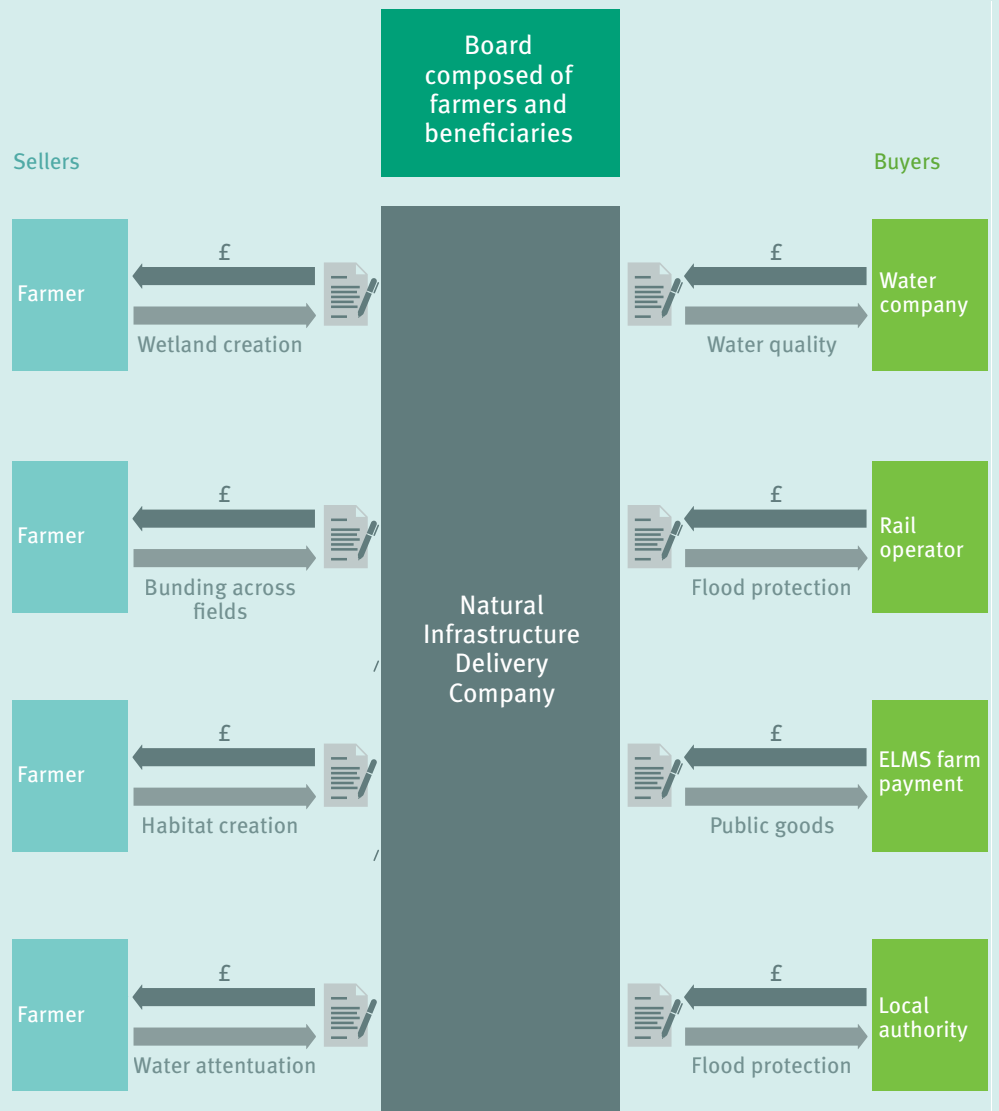 Board
composed of
farmers and
beneficiaries
Sellers
Buyers
Farmer
£
Wetland creation
£
Water quality
Water
company
Farmer
£
Bunding across
fields
£
Flood protection
Rail
operator
Natural
Infrastructure
Delivery
Company
Farmer
£
Habitat creation
£
Public goods
ELMS farm
payment
Farmer
£
Water attentuation
£
Flood protection
Local
authority